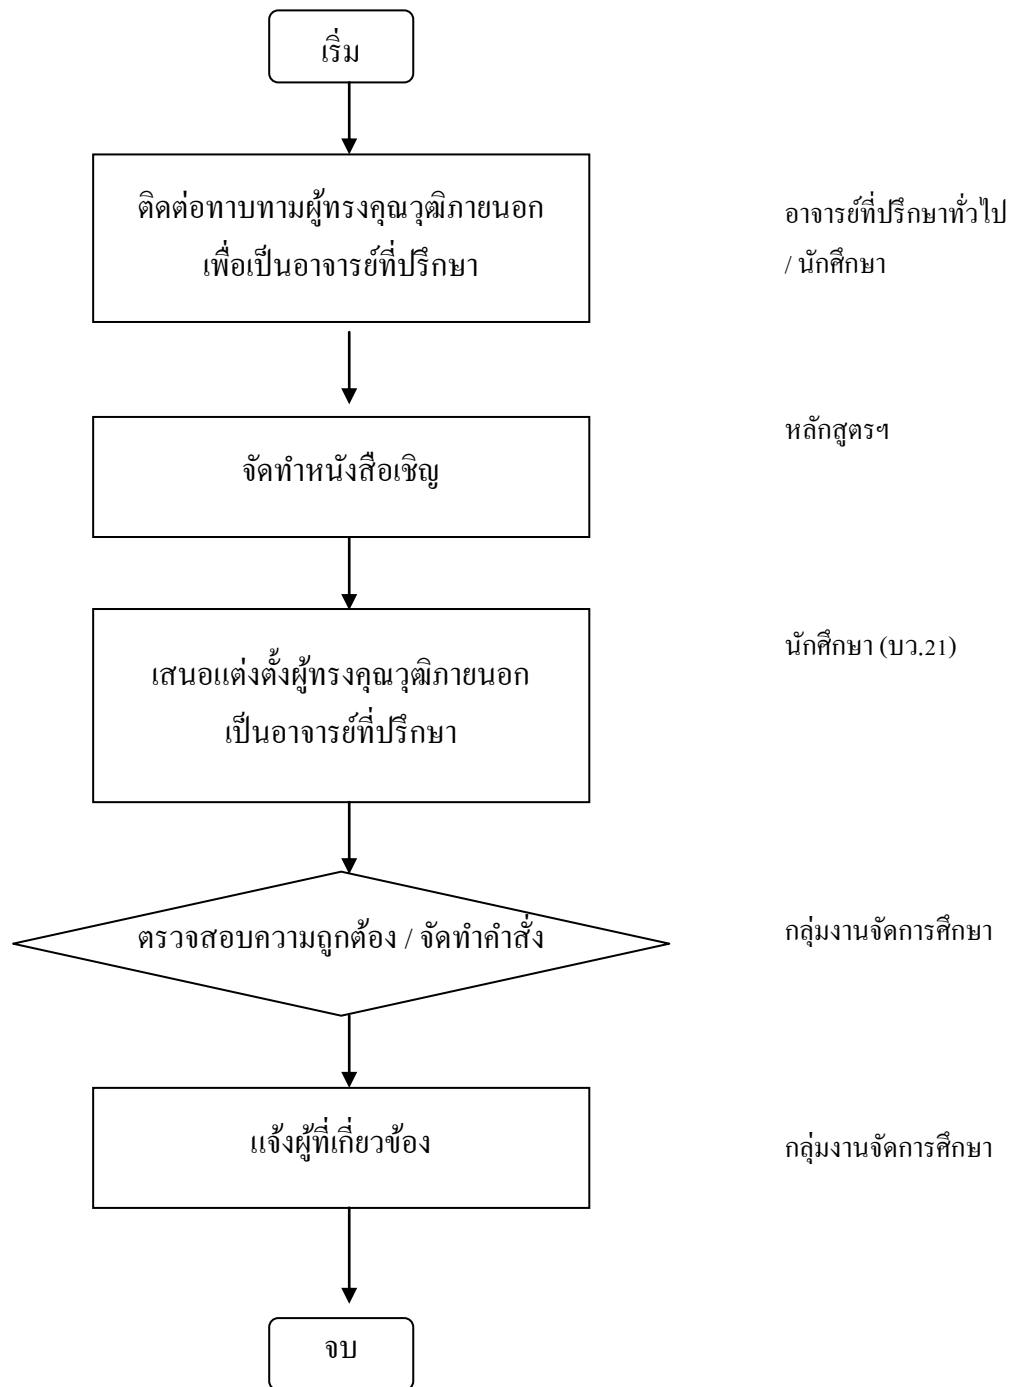 เริ่ม
ติดต่อทาบทามผู้ทรงคุณวุฒิภายนอก
เพื่อเป็นอาจารย์ที่ปรึกษา
อาจารย์ที่ปรึกษาทั่วไป
/ นักศึกษา
จัดทำหนังสือเชิญ
หลักสูตรฯ
เสนอแต่งตั้งผู้ทรงคุณวุฒิภายนอก
เป็นอาจารย์ที่ปรึกษา
นักศึกษา (บว.21)
ตรวจสอบความถูกต้อง / จัดทำคำสั่ง
กลุ่มงานจัดการศึกษา
แจ้งผู้ที่เกี่ยวข้อง
กลุ่มงานจัดการศึกษา
จบ